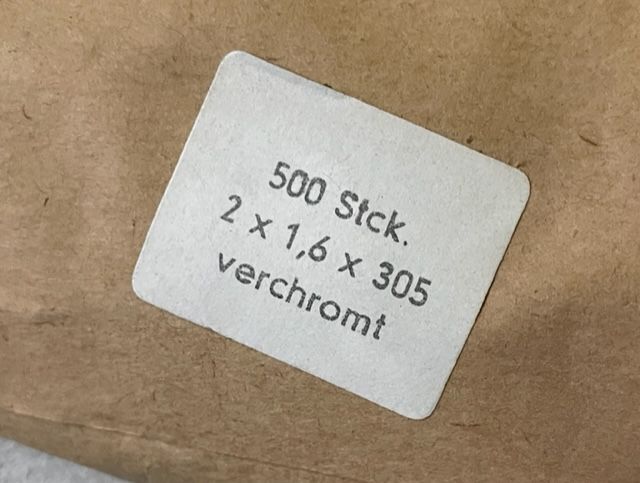 500 Stck.
2 x 1,6 x 305
verchromt